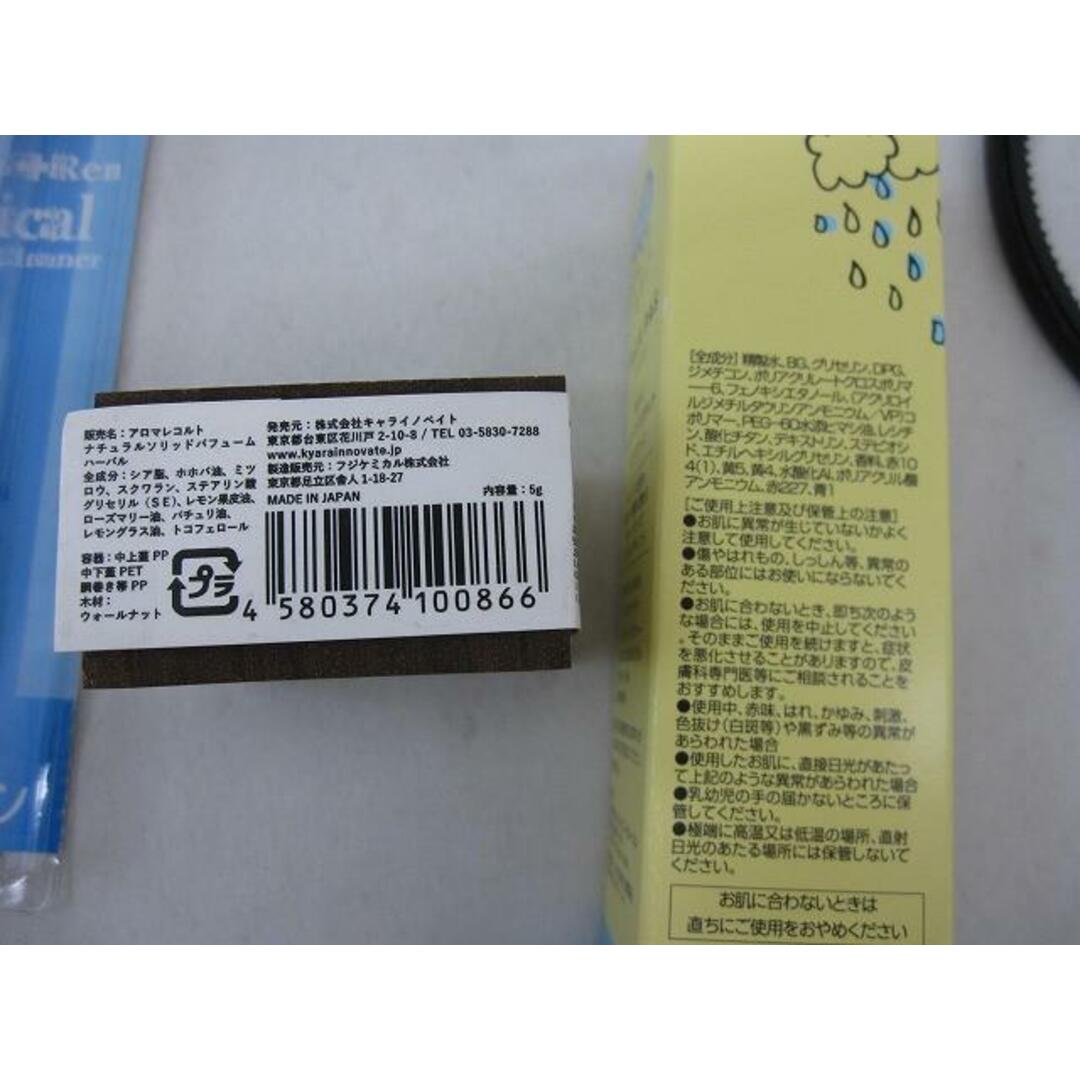 Ren
ical
販売名：アロマレコルト
ナチュラルソリッドパフューム
ハーバル
全成分：シア脂、ホホバ油、ミツ
ロウ、スクワラン、ステアリン酸
グリセリル（SE）、レモン果皮油、
ローズマリー油、パチュリ油、
レモングラス油、トコフェロール
容器：中上蓋 PP
中下蓋 PET
胴巻き帯 PP
木材：
ウォールナット
プラ
発売元：株式会社キャライノベイト
東京都台東区花川戸 2-10-8 / TEL 03-5830-7288
www.kyarainnovate.jp
製造販売元：フジケミカル株式会社
東京都足立区舎人 1-18-27
MADE IN JAPAN
内容量：5g
4 580374 100866
[全成分] 精製水、BG、グリセリン、DPG、
ジメチコン、ポリアクリレートクロスポリマ
ー-6、フェノキシエタノール、(アクリロイ
ルジメチルタウリンアンモニウム／VP)コ
ポリマー、PEG-60水添ヒマシ油、レシチ
ン、酸化チタン、デキストリン、ステビオシ
ド、エチルヘキシルグリセリン、香料、赤10
4(1)、黄5、黄4、水酸化Al、ポリアクリル酸
アンモニウム、赤227、青1
[ご使用上注意及び保管上の注意]
●お肌に異常が生じていないかよく
注意して使用してください。
●傷やはれもの、しっしん等、異常の
ある部位にはお使いにならないでく
ださい。
●お肌に合わないとき、即ち次のよう
な場合には、使用を中止してください
。そのままご使用を続けますと、症状
を悪化させることがありますので、皮
膚科専門医等にご相談されることを
おすすめします。
●使用中、赤味、はれ、かゆみ、刺激、
色抜け（白斑等）や黒ずみ等の異常が
あらわれた場合
●使用したお肌に、直接日光があたっ
て上記のような異常があらわれた場合
●乳幼児の手の届かないところに保
管してください。
●極端に高温又は低温の場所、直射
日光のあたる場所には保管しないで
ください。
お肌に合わないときは
直ちにご使用をおやめください
ン